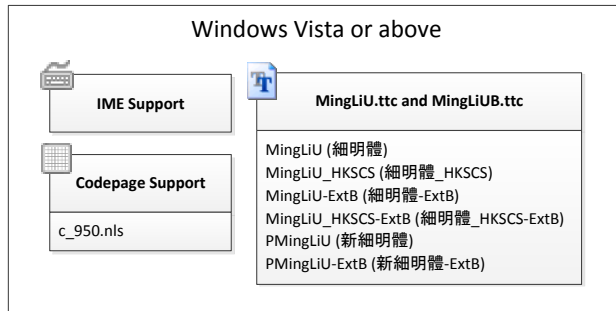 Windows Vista or above
IME Support
Codepage Support
c_950.nls
MingLiU.ttc and MingLiUB.ttc
MingLiU (細明體)
MingLiU_HKSCS (細明體_HKSCS)
MingLiU-ExtB (細明體-ExtB)
MingLiU_HKSCS-ExtB (細明體_HKSCS-ExtB)
PMingLiU (新細明體)
PMingLiU-ExtB (新細明體-ExtB)